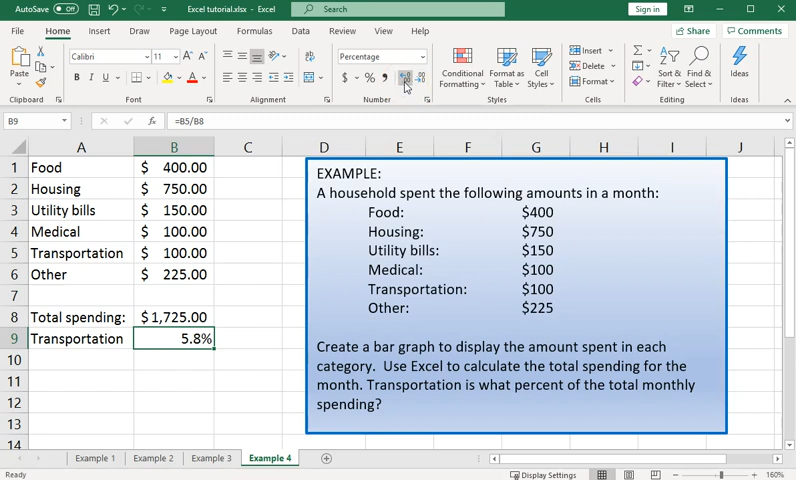 AutoSave Off Excel tutorial.xlsx - Excel Search Sign in
File Home Insert Draw Page Layout Formulas Data Review View Help Share Comments
Paste Calibri 11 A A Percentage Conditional Formatting Format as Table Cell Styles Insert Delete Format Sort & Filter Find & Select Ideas
B I U $ %
Clipboard Font Alignment Number Styles Cells Editing Ideas
B9 fx =B5/B8
A B C D E F G H I J
1 Food $ 400.00
2 Housing $ 750.00
3 Utility bills $ 150.00
4 Medical $ 100.00
5 Transportation $ 100.00
6 Other $ 225.00
7
8 Total spending: $ 1,725.00
9 Transportation 5.8%
10
11
12
13
14
EXAMPLE:
A household spent the following amounts in a month:
Food: $400
Housing: $750
Utility bills: $150
Medical: $100
Transportation: $100
Other: $225
Create a bar graph to display the amount spent in each
category. Use Excel to calculate the total spending for the
month. Transportation is what percent of the total monthly
spending?
Example 1 Example 2 Example 3 Example 4
Ready Display Settings 160%